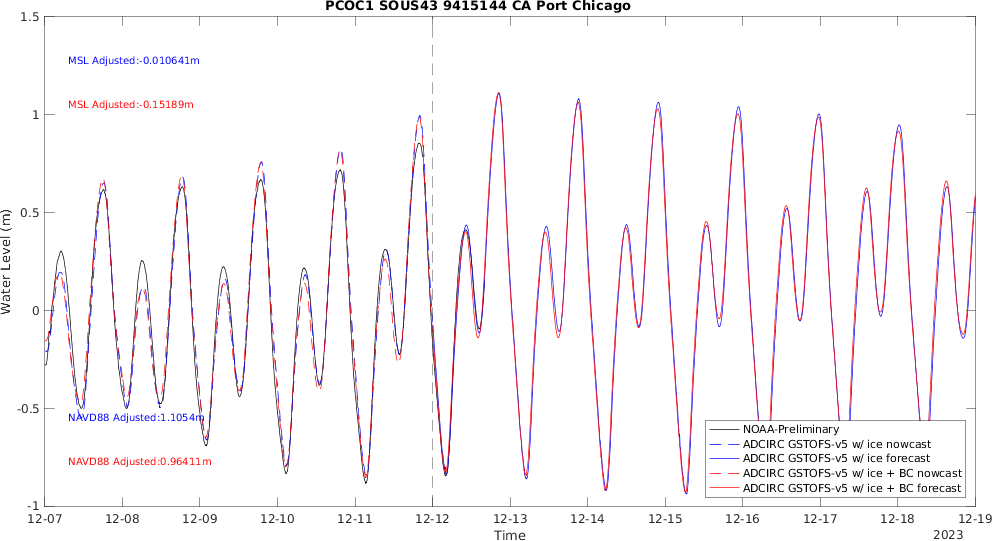 PCOC1 SOUS43 9415144 CA Port Chicago
1.5
1
0.5
0
-0.5
-1
Water Level (m)
MSL Adjusted:-0.010641m
MSL Adjusted:-0.15189m
NAVD88 Adjusted:1.1054m
NAVD88 Adjusted:0.96411m
NOAA-Preliminary
ADCIRC GSTOFS-v5 w/ ice nowcast
ADCIRC GSTOFS-v5 w/ ice forecast
ADCIRC GSTOFS-v5 w/ ice + BC nowcast
ADCIRC GSTOFS-v5 w/ ice + BC forecast
12-07 12-08 12-09 12-10 12-11 12-12 12-13 12-14 12-15 12-16 12-17 12-18 12-19
Time
2023